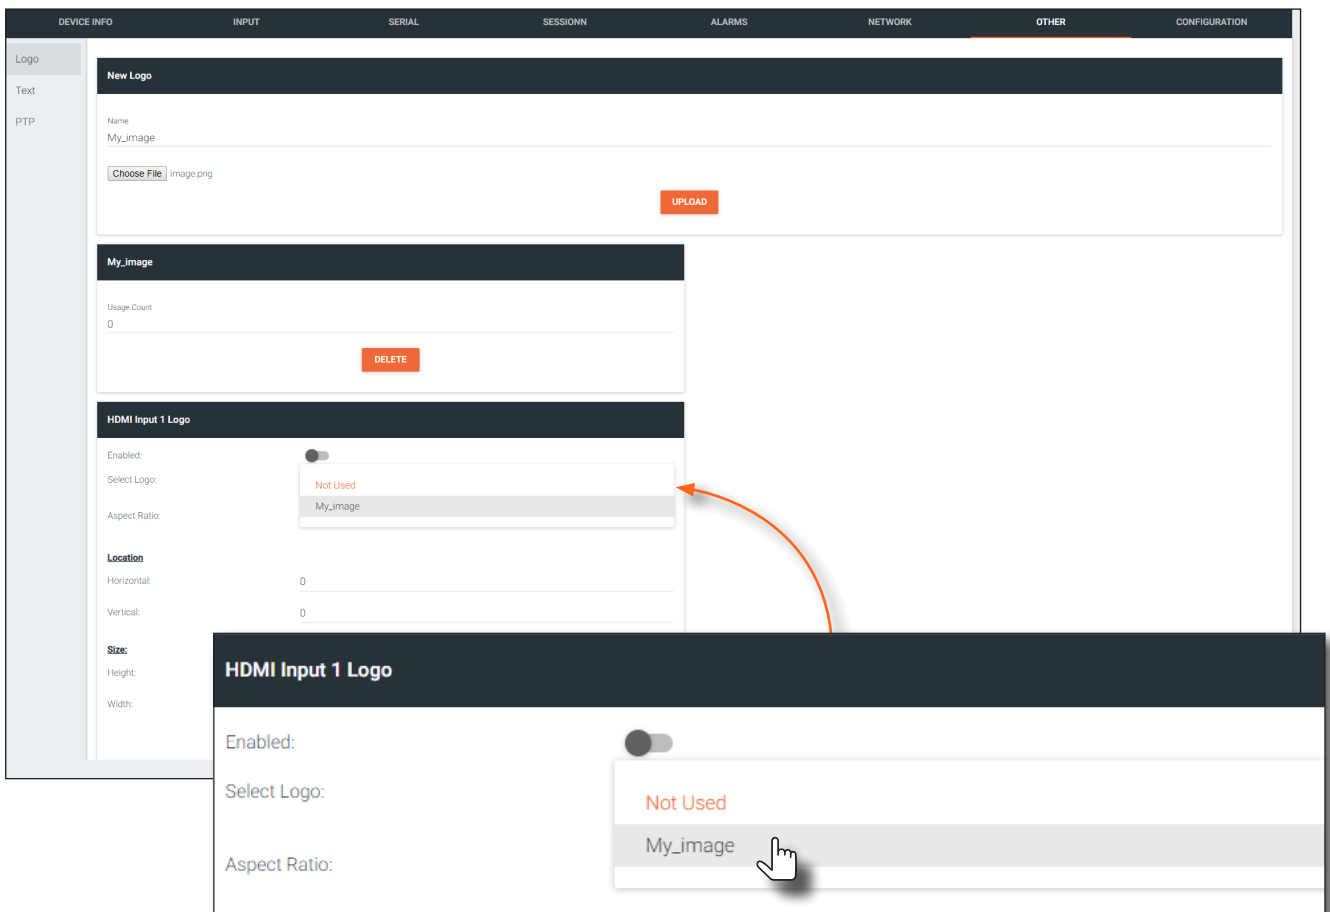 DEVICE INFO INPUT SERIAL SESSIONN ALARMS NETWORK OTHER CONFIGURATION
Logo
Text
PTP
New Logo
Name
My_image
Choose File image.png
UPLOAD
My_image
Usage Count
0
DELETE
HDMI Input 1 Logo
Enabled:
Select Logo:
Not Used
My_image
Aspect Ratio:
Location
Horizontal: 0
Vertical: 0
Size:
Height:
Width:
HDMI Input 1 Logo
Enabled:
Select Logo:
Not Used
My_image
Aspect Ratio: